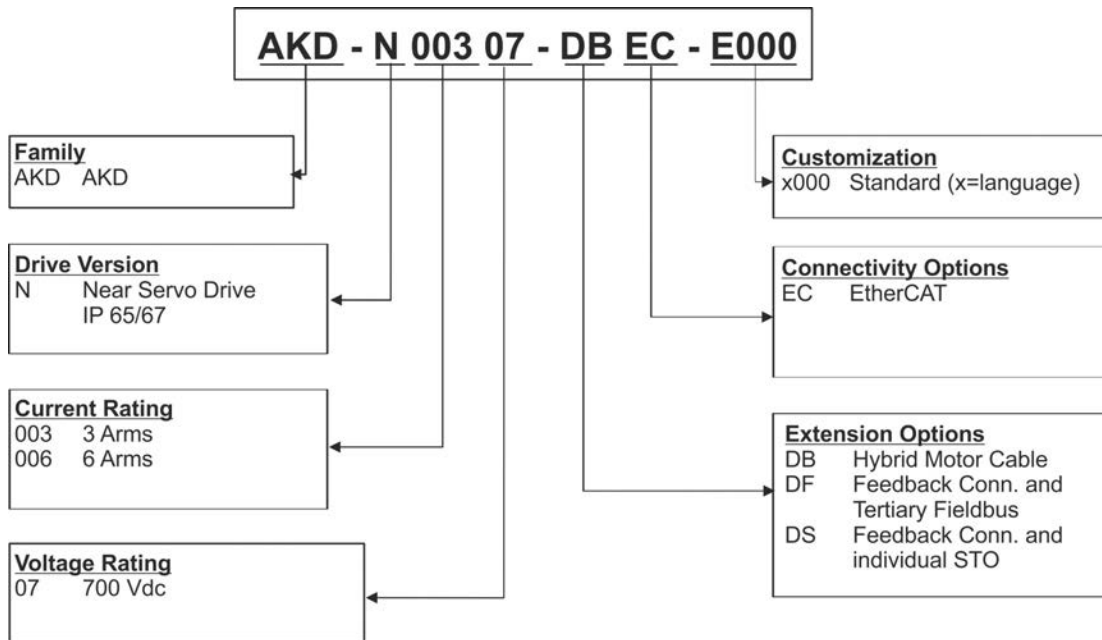 AKD - N 003 07 - DB EC - E000
Family
AKD AKD
Drive Version
N Near Servo Drive
IP 65/67
Current Rating
003 3 Arms
006 6 Arms
Voltage Rating
07 700 Vdc
Customization
x000 Standard (x=language)
Connectivity Options
EC EtherCAT
Extension Options
DB Hybrid Motor Cable
DF Feedback Conn. and
Tertiary Fieldbus
DS Feedback Conn. and
individual STO